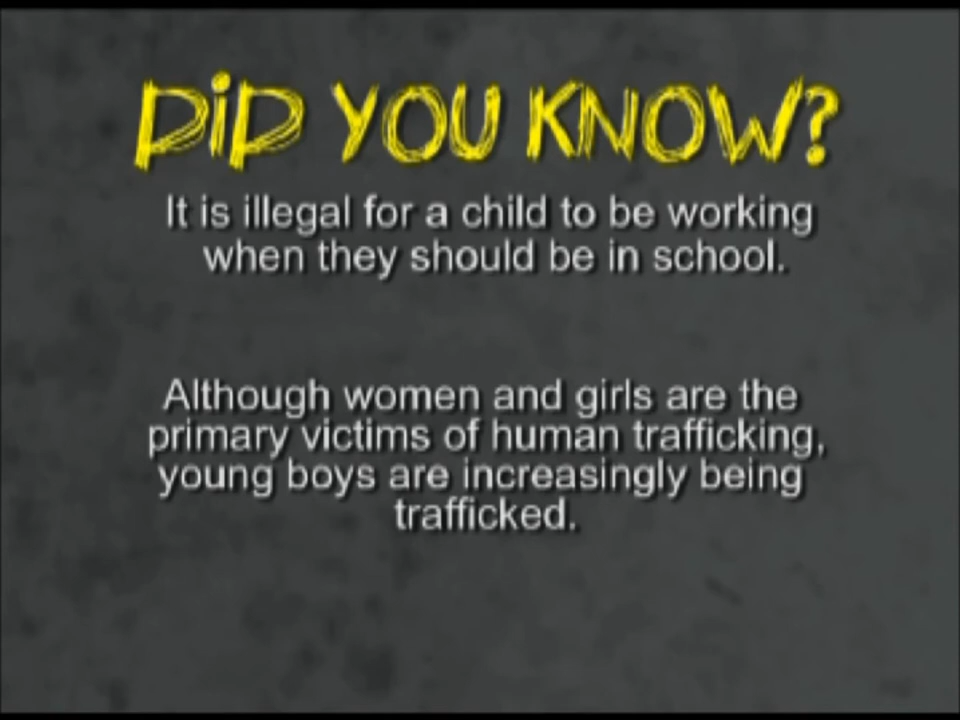 DiD YOU KNOW?
It is illegal for a child to be working
when they should be in school.
Although women and girls are the
primary victims of human trafficking,
young boys are increasingly being
trafficked.